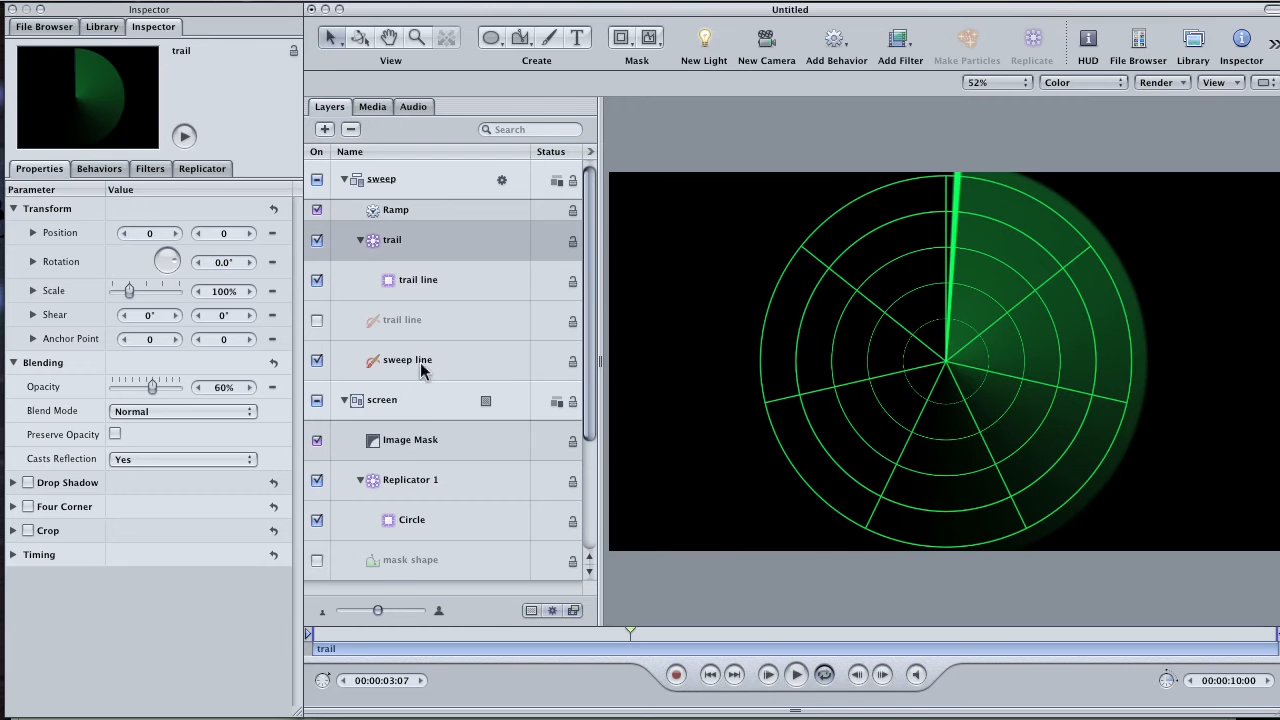 Inspector
Untitled
File Browser Library Inspector
trail
View
Create
Mask
New Light
New Camera
Add Behavior
Add Filter
Make Particles
Replicate
HUD
File Browser
Library
Inspector
52%
Color
Render
View
Layers Media Audio
Search
On Name Status
Properties Behaviors Filters Replicator
Parameter Value
Transform
Position 0 0
Rotation 0.0°
Scale 100%
Shear 0° 0°
Anchor Point 0 0
Blending
Opacity 60%
Blend Mode Normal
Preserve Opacity
Casts Reflection Yes
Drop Shadow
Four Corner
Crop
Timing
sweep
Ramp
trail
trail line
trail line
sweep line
screen
Image Mask
Replicator 1
Circle
mask shape
trail
00:00:03:07
00:00:10:00